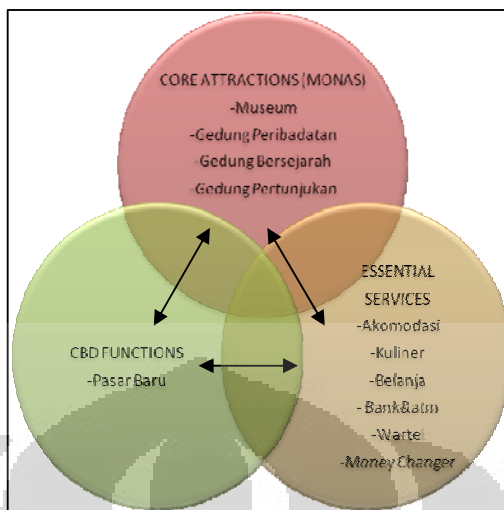 CORE ATTRACTIONS (MONAS)
-Museum
-Gedung Peribadatan
-Gedung Bersejarah
-Gedung Pertunjukan
CBD FUNCTIONS
-Pasar Baru
ESSENTIAL
SERVICES
-Akomodasi
-Kuliner
-Belanja
-Bank&atm
-Wartel
-Money Changer